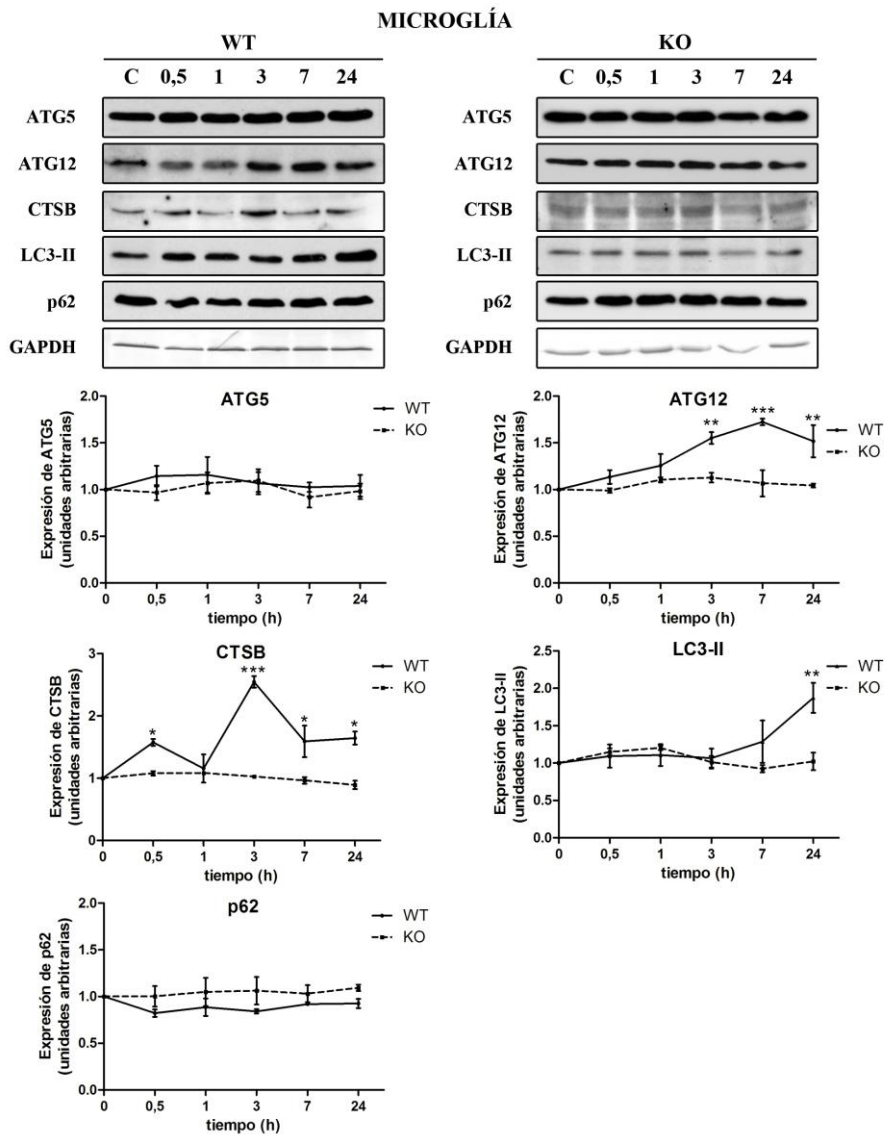 MICROGLÍA
WT
C 0,5 1 3 7 24
ATG5
ATG12
CTSB
LC3-II
p62
GAPDH
KO
C 0,5 1 3 7 24
ATG5
ATG12
CTSB
LC3-II
p62
GAPDH
ATG5
Expresión de ATG5
(unidades arbitrarias)
2.0
1.5
1.0
0.5
0.0
0 0,5 1 3 7 24
tiempo (h)
WT
KO
ATG12
Expresión de ATG12
(unidades arbitrarias)
2.0
1.5
1.0
0.5
0.0
** *** **
0 0,5 1 3 7 24
tiempo (h)
WT
KO
CTSB
Expresión de CTSB
(unidades arbitrarias)
3
2
1
0
* *** * *
0 0,5 1 3 7 24
tiempo (h)
WT
KO
LC3-II
Expresión de LC3-II
(unidades arbitrarias)
2.5
2.0
1.5
1.0
0.5
0.0
**
0 0,5 1 3 7 24
tiempo (h)
WT
KO
p62
Expresión de p62
(unidades arbitrarias)
2.0
1.5
1.0
0.5
0.0
0 0,5 1 3 7 24
tiempo (h)
WT
KO